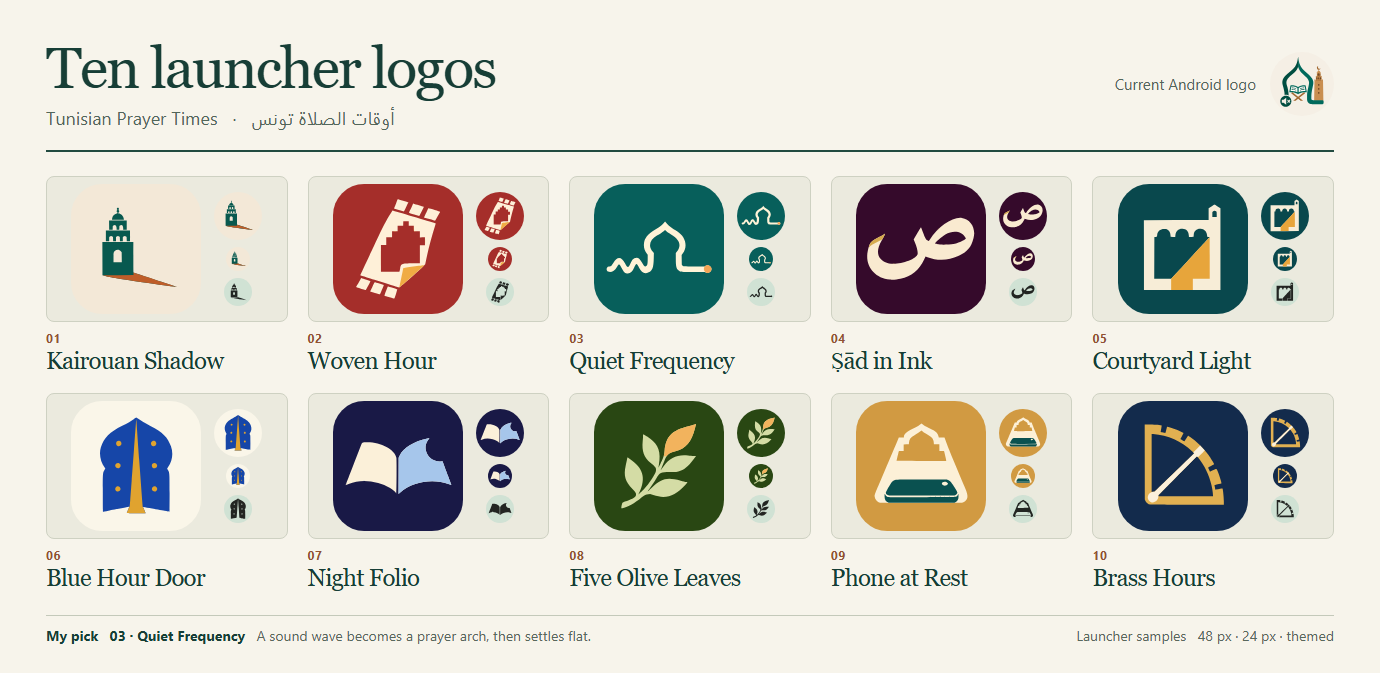 Ten launcher logos
Tunisian Prayer Times · أوقات الصلاة تونس
Current Android logo
ص
ص
ص
ص
01
Kairouan Shadow
02
Woven Hour
03
Quiet Frequency
04
Ṣād in Ink
05
Courtyard Light
06
Blue Hour Door
07
Night Folio
08
Five Olive Leaves
09
Phone at Rest
10
Brass Hours
My pick 03 · Quiet Frequency A sound wave becomes a prayer arch, then settles flat.
Launcher samples 48 px · 24 px · themed